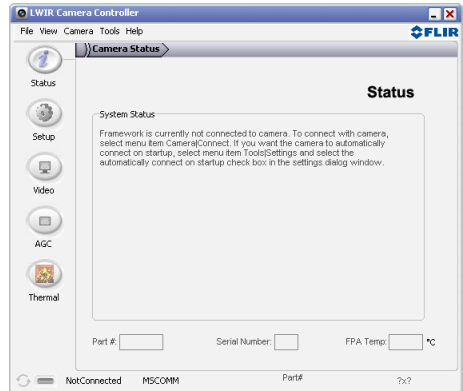 LWIR Camera Controller
File View Camera Tools Help
FLIR
Camera Status
Status
Status
System Status
Framework is currently not connected to camera. To connect with camera,
select menu item Camera|Connect. If you want the camera to automatically
connect on startup, select menu item Tools|Settings and select the
automatically connect on startup check box in the settings dialog window.
Setup
Video
AGC
Thermal
Part #:
Serial Number:
FPA Temp:
°C
NotConnected
MSCOMM
Part#
?x?